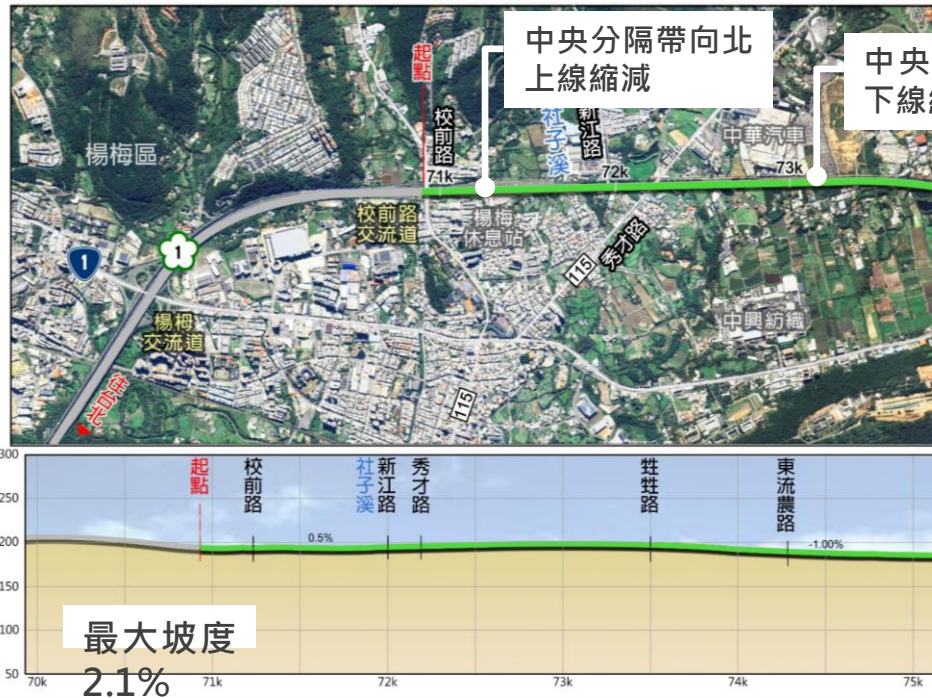 中央分隔帶向北
上線縮減
中央
下線
起點
校前路
社子溪
新江路
中華汽車
楊梅區
71k
72k
73k
校前路
交流道
楊梅
休息站
秀才路
115
1
1
楊梅
交流道
中興紡織
往台北
115
300
250
200
150
100
50
起點
校前路
社子溪
新江路
秀才路
甡甡路
東流農路
0.5%
-1.00%
最大坡度
2.1%
70k
71k
72k
73k
74k
75k